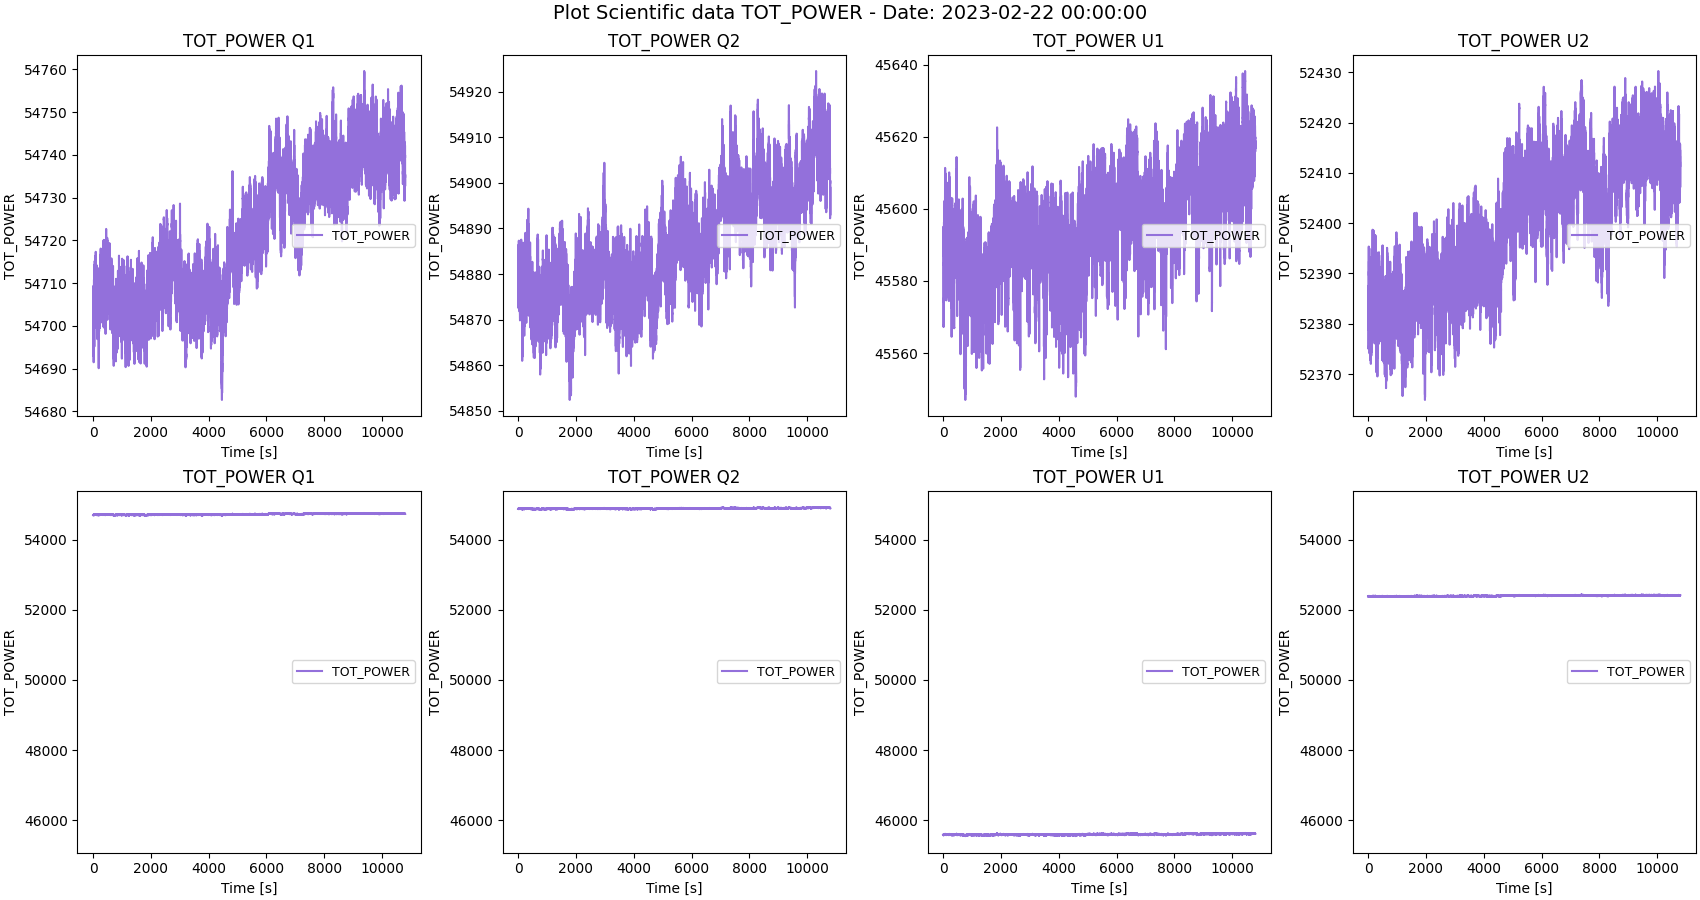 Plot Scientific data TOT_POWER - Date: 2023-02-22 00:00:00
TOT_POWER Q1
TOT_POWER
54760
54750
54740
54730
54720
54710
54700
54690
54680
TOT_POWER
0 2000 4000 6000 8000 10000
Time [s]
TOT_POWER Q2
TOT_POWER
54920
54910
54900
54890
54880
54870
54860
54850
TOT_POWER
0 2000 4000 6000 8000 10000
Time [s]
TOT_POWER U1
TOT_POWER
45640
45620
45600
45580
45560
TOT_POWER
0 2000 4000 6000 8000 10000
Time [s]
TOT_POWER U2
TOT_POWER
52430
52420
52410
52400
52390
52380
52370
TOT_POWER
0 2000 4000 6000 8000 10000
Time [s]
TOT_POWER Q1
TOT_POWER
54000
52000
50000
48000
46000
TOT_POWER
0 2000 4000 6000 8000 10000
Time [s]
TOT_POWER Q2
TOT_POWER
54000
52000
50000
48000
46000
TOT_POWER
0 2000 4000 6000 8000 10000
Time [s]
TOT_POWER U1
TOT_POWER
54000
52000
50000
48000
46000
TOT_POWER
0 2000 4000 6000 8000 10000
Time [s]
TOT_POWER U2
TOT_POWER
54000
52000
50000
48000
46000
TOT_POWER
0 2000 4000 6000 8000 10000
Time [s]